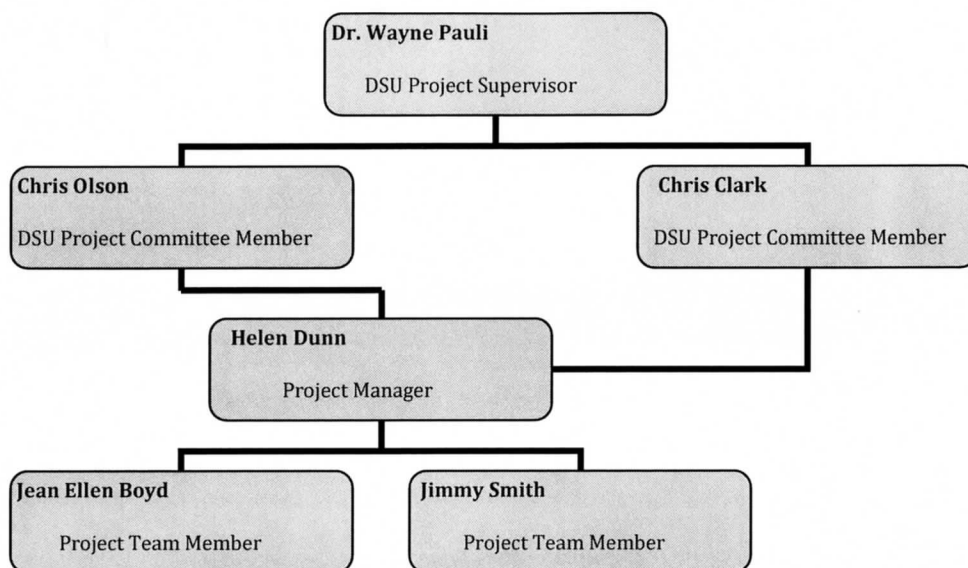 Dr. Wayne Pauli
DSU Project Supervisor
Chris Olson
DSU Project Committee Member
Chris Clark
DSU Project Committee Member
Helen Dunn
Project Manager
Jean Ellen Boyd
Project Team Member
Jimmy Smith
Project Team Member